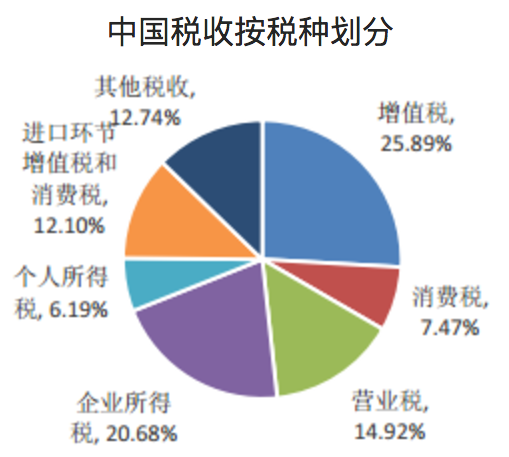 中国税收按税种划分
增值税,
25.89%
消费税,
7.47%
营业税,
14.92%
企业所得
税, 20.68%
个人所得
税, 6.19%
进口环节
增值税和
消费税,
12.10%
其他税收,
12.74%